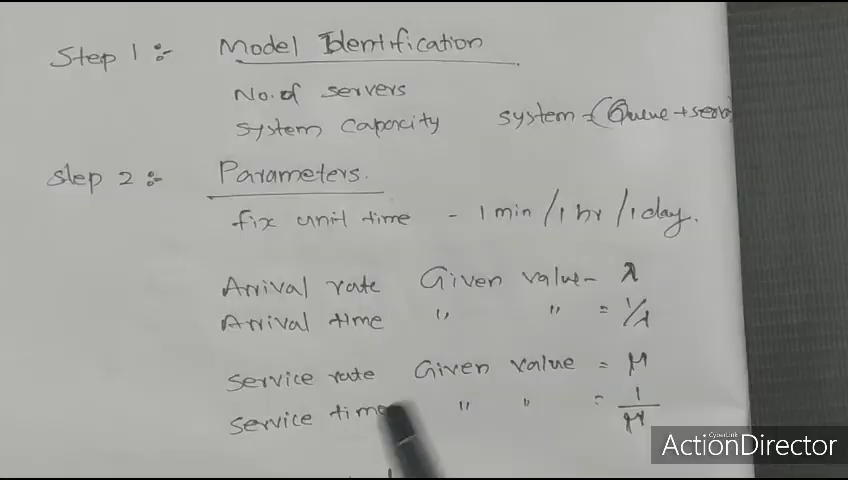 Step 1 :- Model Identification
No. of servers
system capacity system = (Queue + serv
Step 2 :- Parameters.
fix unit time - 1 min / 1 hr / 1 day.
Arrival rate Given value - λ
Arrival time " " = 1/λ
Service rate Given value = μ
Service time " " = 1/μ
CyberLink
ActionDirector